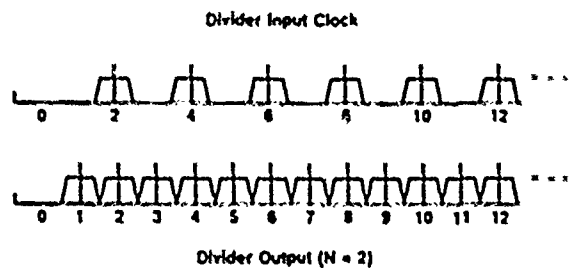 Divider Input Clock
0 2 4 6 8 10 12
0 1 2 3 4 5 6 7 8 9 10 11 12
Divider Output (N = 2)